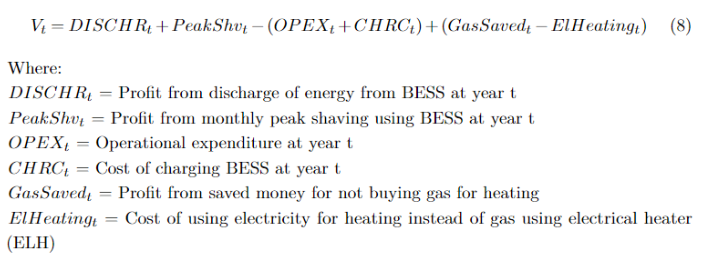 V_t = DISCHR_t + PeakShv_t − (OPEX_t + CHRC_t) + (GasSaved_t − ElHeating_t) (8)
Where:
DISCHR_t = Profit from discharge of energy from BESS at year t
PeakShv_t = Profit from monthly peak shaving using BESS at year t
OPEX_t = Operational expenditure at year t
CHRC_t = Cost of charging BESS at year t
GasSaved_t = Profit from saved money for not buying gas for heating
ElHeating_t = Cost of using electricity for heating instead of gas using electrical heater
(ELH)